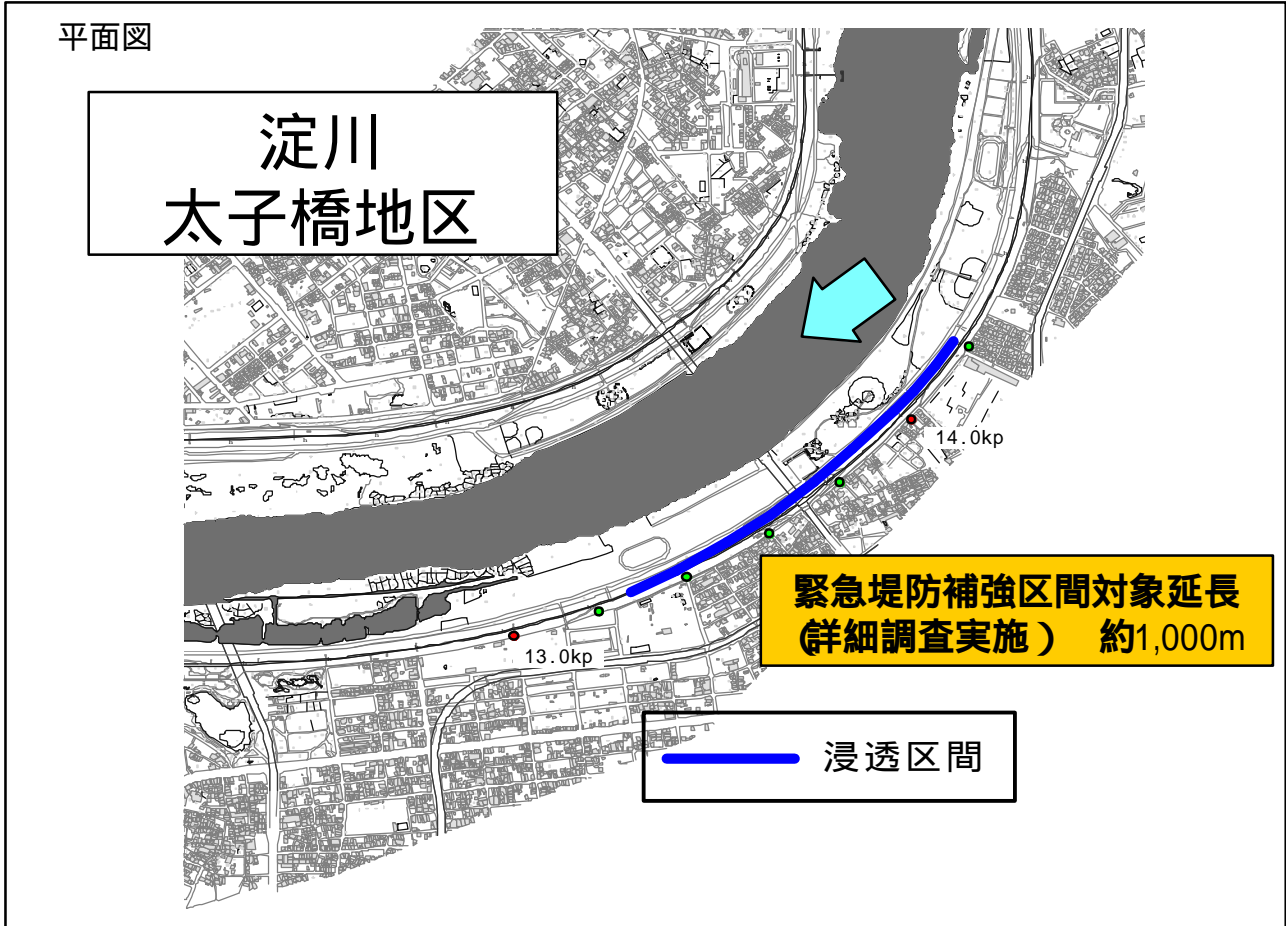 平面図
淀川
太子橋地区
14.0kp
緊急堤防補強区間対象延長
(詳細調査実施) 約1,000m
13.0kp
浸透区間